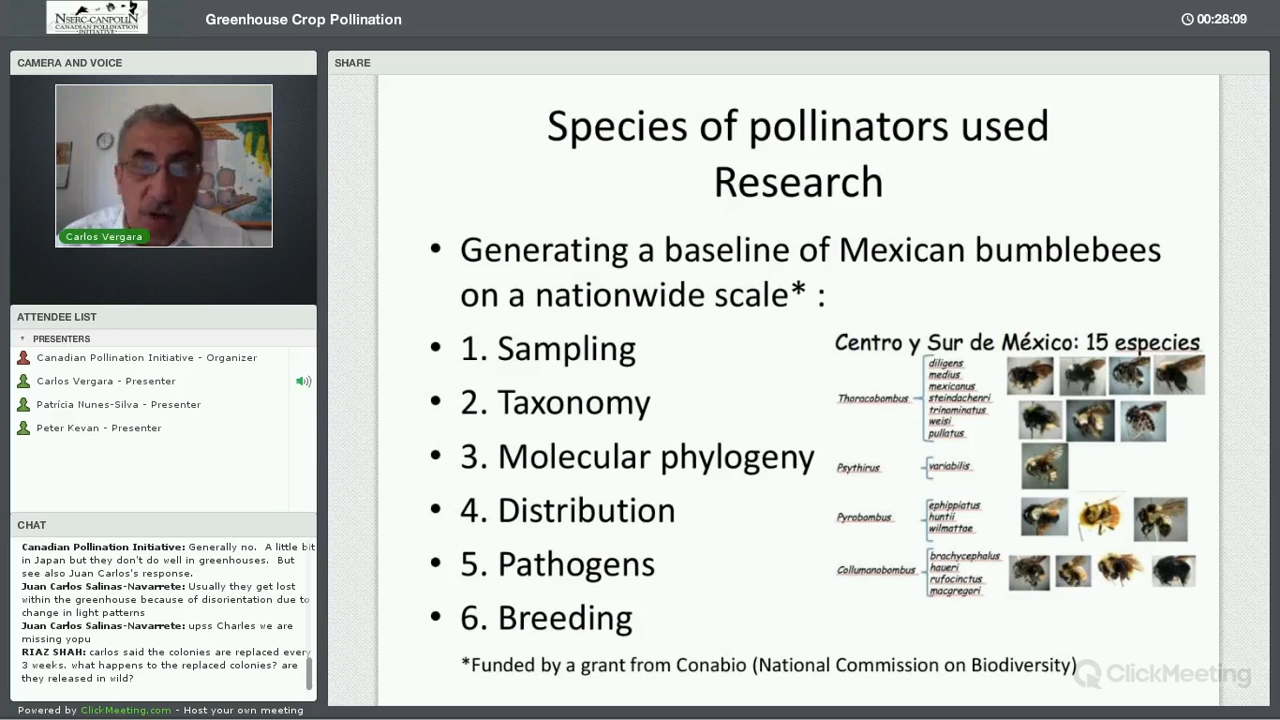 NSERC-CANPOLIN
CANADIAN POLLINATION
INITIATIVE
Greenhouse Crop Pollination
00:28:09
CAMERA AND VOICE
Carlos Vergara
ATTENDEE LIST
PRESENTERS
Canadian Pollination Initiative - Organizer
Carlos Vergara - Presenter
Patrícia Nunes-Silva - Presenter
Peter Kevan - Presenter
CHAT
Canadian Pollination Initiative: Generally no. A little bit
in Japan but they don't do well in greenhouses. But
see also Juan Carlos's response.
Juan Carlos Salinas-Navarrete: Usually they get lost
within the greenhouse because of disorientation due to
change in light patterns
Juan Carlos Salinas-Navarrete: upss Charles we are
missing yopu
RIAZ SHAH: carlos said the colonies are replaced every
3 weeks. what happens to the replaced colonies? are
they released in wild?
Powered by ClickMeeting.com - Host your own meeting
SHARE
Species of pollinators used
Research
• Generating a baseline of Mexican bumblebees
on a nationwide scale* :
• 1. Sampling
• 2. Taxonomy
• 3. Molecular phylogeny
• 4. Distribution
• 5. Pathogens
• 6. Breeding
Centro y Sur de México: 15 especies
Thoracobombus
diligens
medius
mexicanus
steindachenri
trinominatus
weisi
pullatus
Psythirus
variabilis
Pyrobombus
ephippiatus
huntii
wilmattae
Collumanobombus
brachycephalus
haueri
rufocinctus
macgregori
*Funded by a grant from Conabio (National Commission on Biodiversity)
ClickMeeting